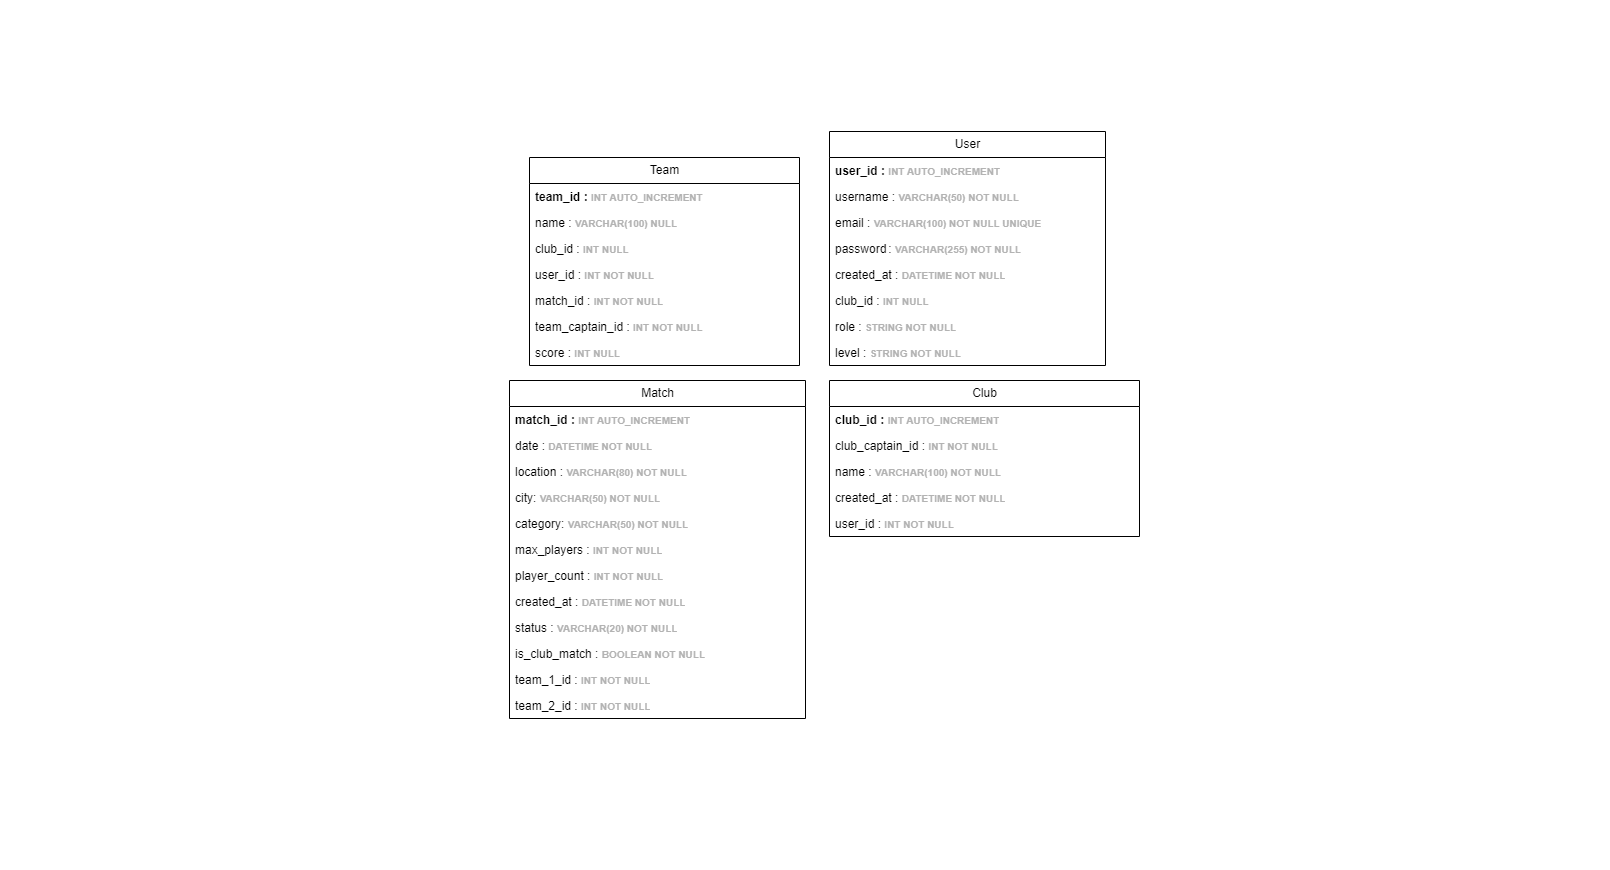 Team
team_id : INT AUTO_INCREMENT
name : VARCHAR(100) NULL
club_id : INT NULL
user_id : INT NOT NULL
match_id : INT NOT NULL
team_captain_id : INT NOT NULL
score : INT NULL
User
user_id : INT AUTO_INCREMENT
username : VARCHAR(50) NOT NULL
email : VARCHAR(100) NOT NULL UNIQUE
password : VARCHAR(255) NOT NULL
created_at : DATETIME NOT NULL
club_id : INT NULL
role : STRING NOT NULL
level : STRING NOT NULL
Match
match_id : INT AUTO_INCREMENT
date : DATETIME NOT NULL
location : VARCHAR(80) NOT NULL
city: VARCHAR(50) NOT NULL
category: VARCHAR(50) NOT NULL
max_players : INT NOT NULL
player_count : INT NOT NULL
created_at : DATETIME NOT NULL
status : VARCHAR(20) NOT NULL
is_club_match : BOOLEAN NOT NULL
team_1_id : INT NOT NULL
team_2_id : INT NOT NULL
Club
club_id : INT AUTO_INCREMENT
club_captain_id : INT NOT NULL
name : VARCHAR(100) NOT NULL
created_at : DATETIME NOT NULL
user_id : INT NOT NULL